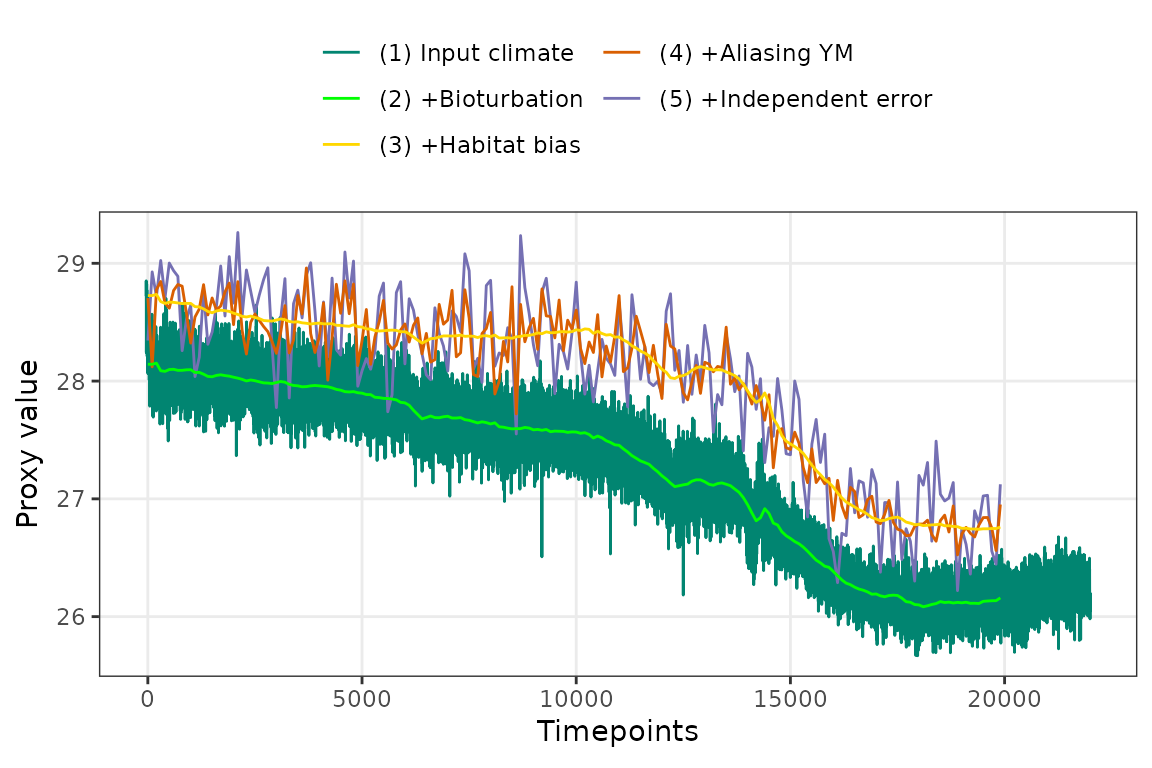 (1) Input climate (4) +Aliasing YM
(2) +Bioturbation (5) +Independent error
(3) +Habitat bias
29
28
27
26
Proxy value
0 5000 10000 15000 20000
Timepoints